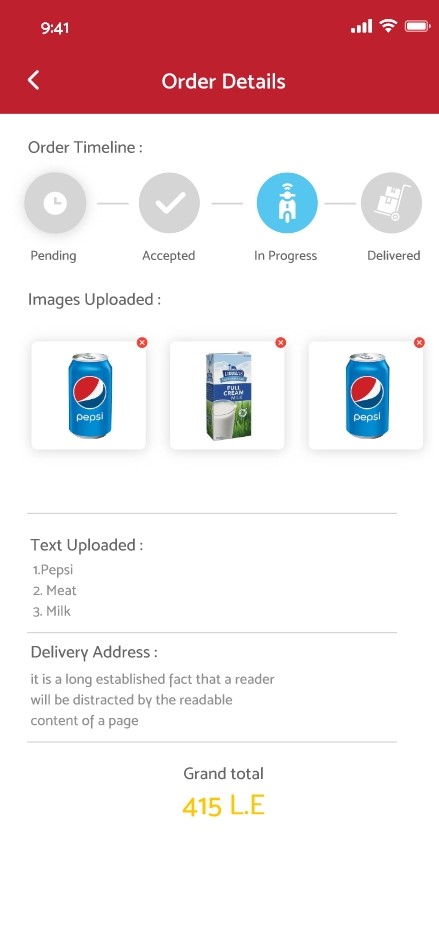 9:41
Order Details
Order Timeline :
Pending
Accepted
In Progress
Delivered
Images Uploaded :
pepsi
FULL
CREAM
MILK
pepsi
Text Uploaded :
1.Pepsi
2. Meat
3. Milk
Delivery Address :
it is a long established fact that a reader
will be distracted by the readable
content of a page
Grand total
415 L.E